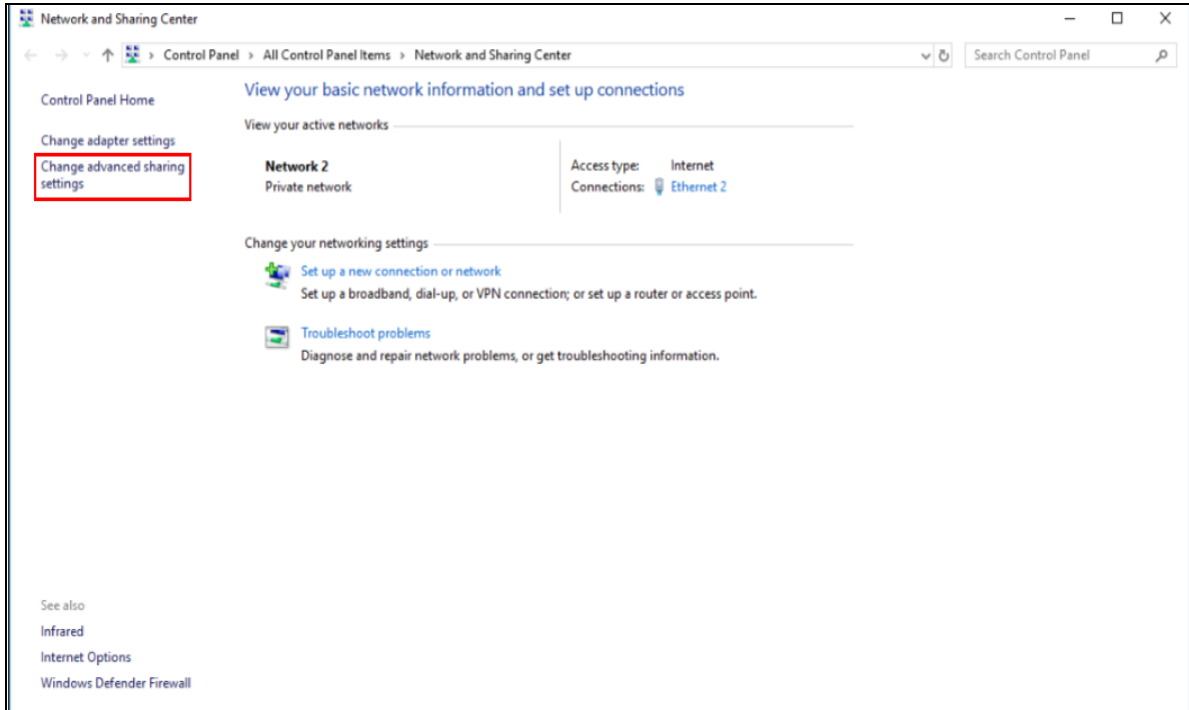 Network and Sharing Center
Control Panel > All Control Panel Items > Network and Sharing Center
Search Control Panel
Control Panel Home
Change adapter settings
Change advanced sharing
settings
View your basic network information and set up connections
View your active networks
Network 2
Private network
Access type: Internet
Connections: Ethernet 2
Change your networking settings
Set up a new connection or network
Set up a broadband, dial-up, or VPN connection; or set up a router or access point.
Troubleshoot problems
Diagnose and repair network problems, or get troubleshooting information.
See also
Infrared
Internet Options
Windows Defender Firewall